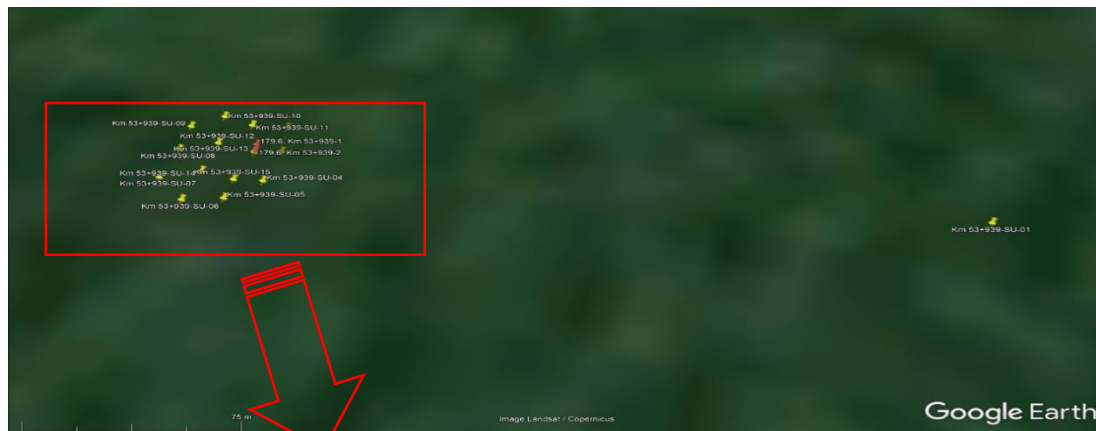 Km 53+939-SU-10
Km 53+939-SU-09
Km 53+939-SU-11
Km 53+939-SU-12
179.6. Km 53+939-1
Km 53+939-SU-13
179.6. Km 53+939-2
Km 53+939-SU-08
Km 53+939-SU-14
Km 53+939-SU-15
Km 53+939-SU-04
Km 53+939-SU-07
Km 53+939-SU-05
Km 53+939-SU-06
Km 53+939-SU-01
75 m
Image Landsat / Copernicus
Google Earth